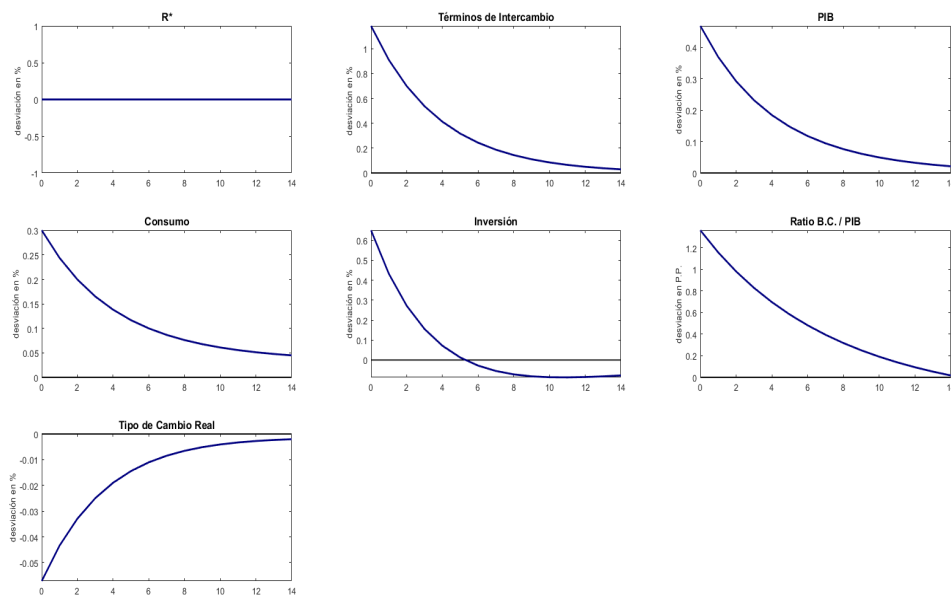 R*
desviación en %
1
0.5
0
-0.5
-1
0 2 4 6 8 10 12 14
Términos de Intercambio
desviación en %
1
0.8
0.6
0.4
0.2
0
0 2 4 6 8 10 12 14
PIB
desviación en %
0.4
0.3
0.2
0.1
0
0 2 4 6 8 10 12 14
Consumo
desviación en %
0.3
0.25
0.2
0.15
0.1
0.05
0
0 2 4 6 8 10 12 14
Inversión
desviación en %
0.6
0.5
0.4
0.3
0.2
0.1
0
0 2 4 6 8 10 12 14
Ratio B.C. / PIB
desviación en P.P.
1.2
1
0.8
0.6
0.4
0.2
0
0 2 4 6 8 10 12
Tipo de Cambio Real
desviación en %
0
-0.01
-0.02
-0.03
-0.04
-0.05
0 2 4 6 8 10 12 14